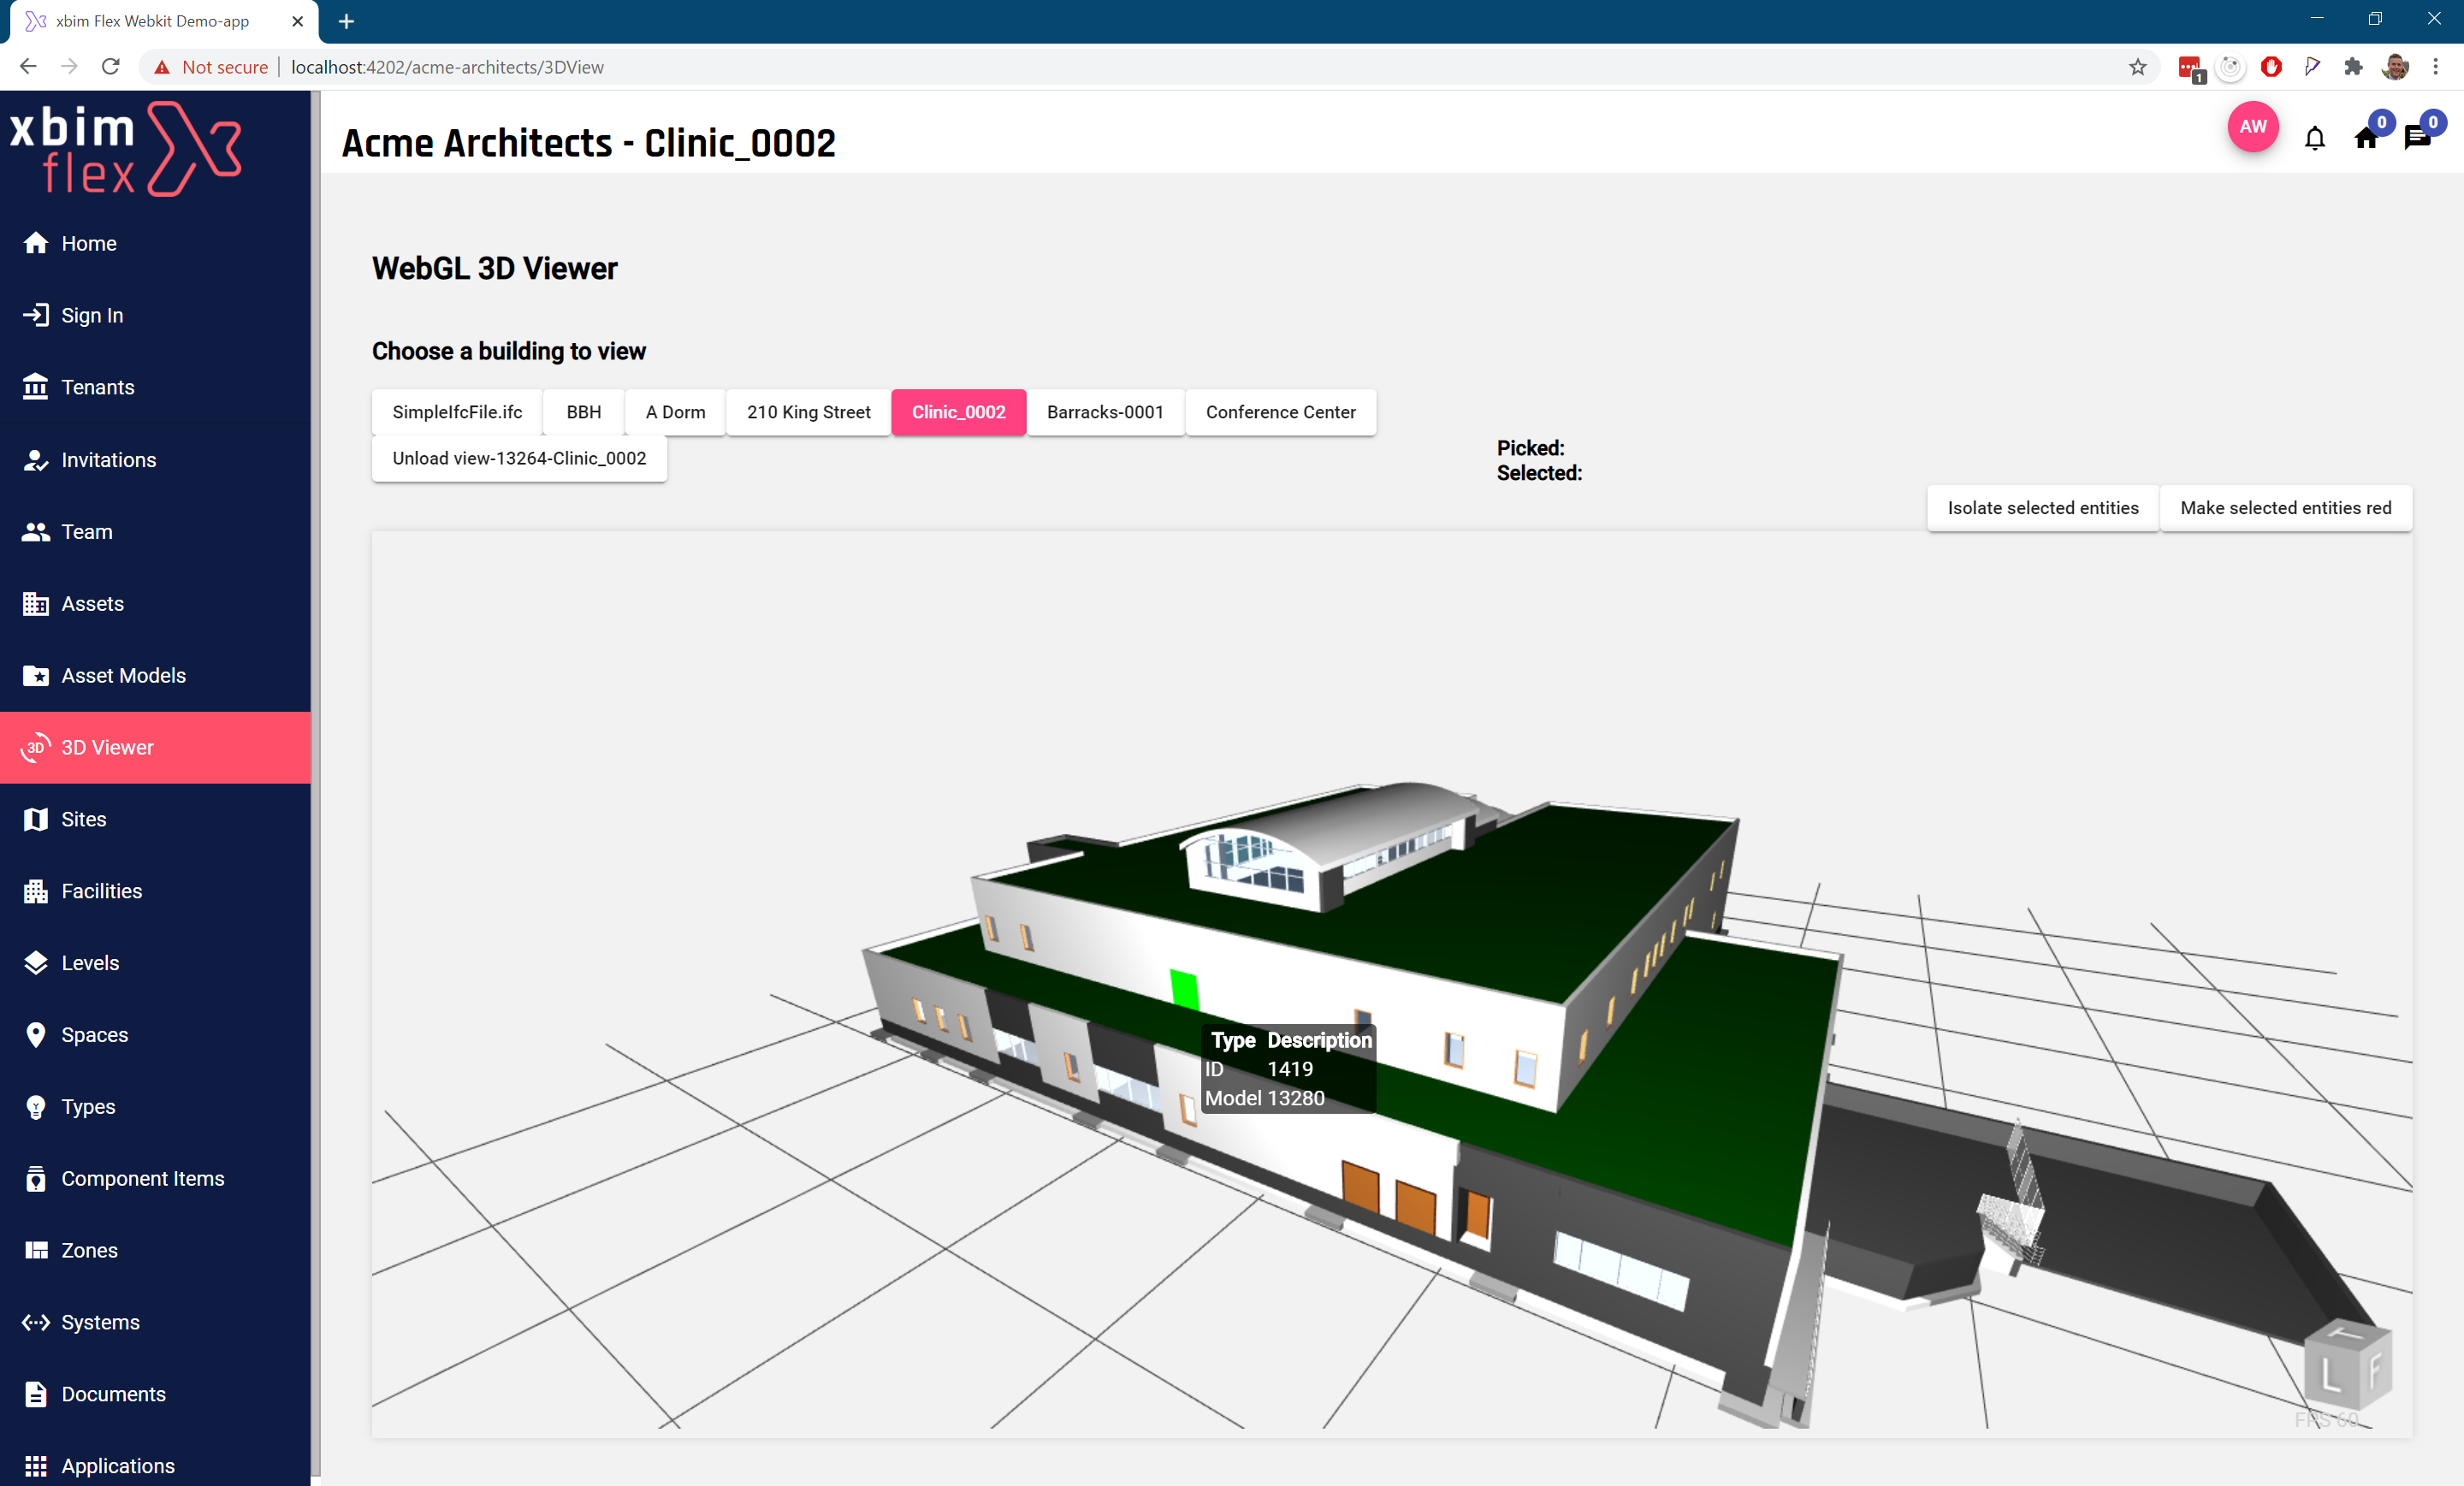 xbim Flex Webkit Demo-app
Not secure localhost:4202/acme-architects/3DView
1
xbim
flex
Home
Sign In
Tenants
Invitations
Team
Assets
Asset Models
3D
3D Viewer
Sites
Facilities
Levels
Spaces
Types
Component Items
Zones
Systems
Documents
Applications
Acme Architects - Clinic_0002
AW
0
0
WebGL 3D Viewer
Choose a building to view
SimpleIfcFile.ifc BBH A Dorm 210 King Street Clinic_0002 Barracks-0001 Conference Center
Unload view-13264-Clinic_0002
Picked:
Selected:
Isolate selected entities Make selected entities red
Type Description
ID 1419
Model 13280
T
L F
FPS 60